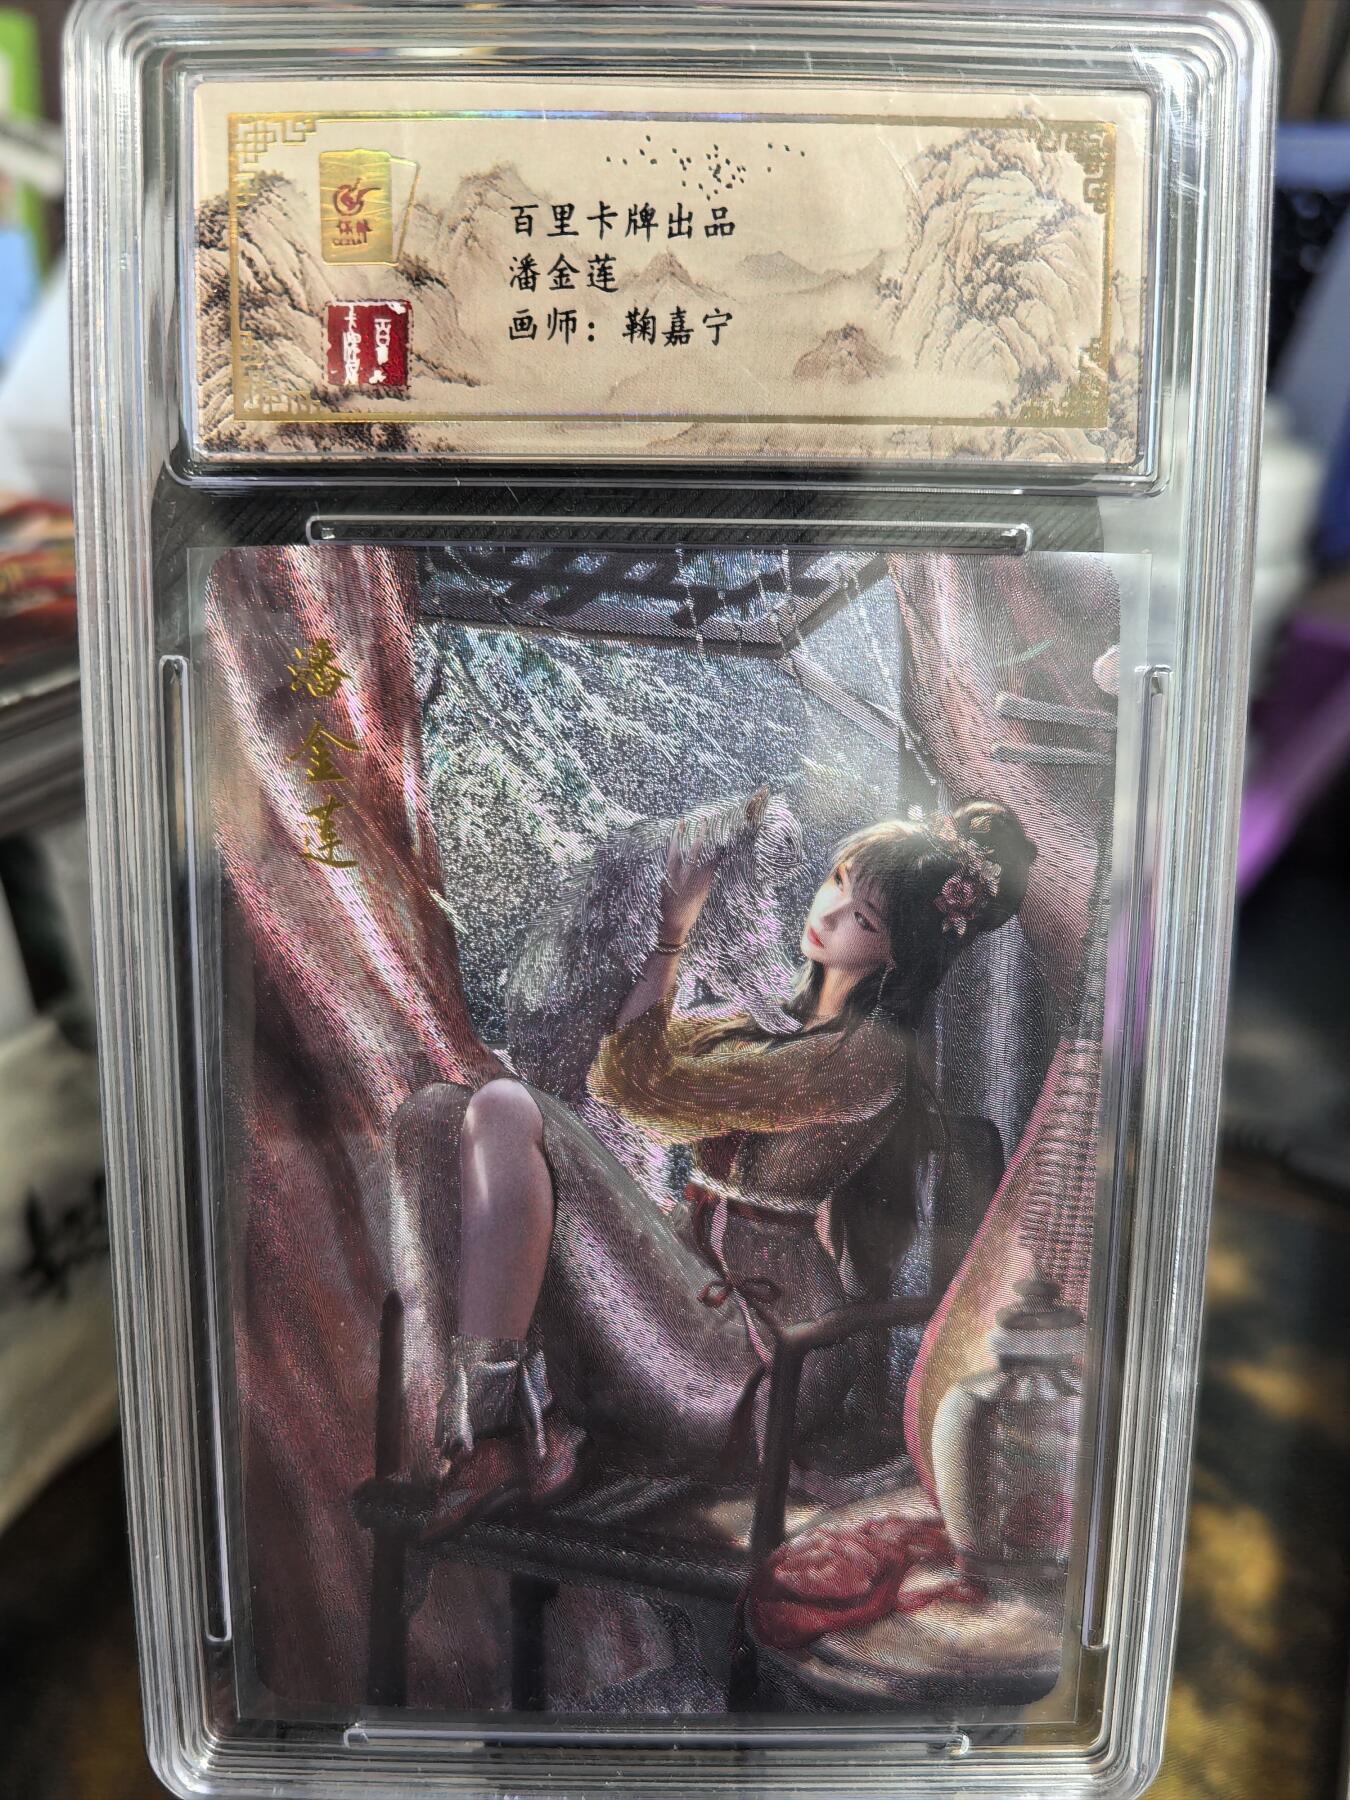 百里卡牌出品
潘金莲
画师：鞠嘉宁
潘金莲